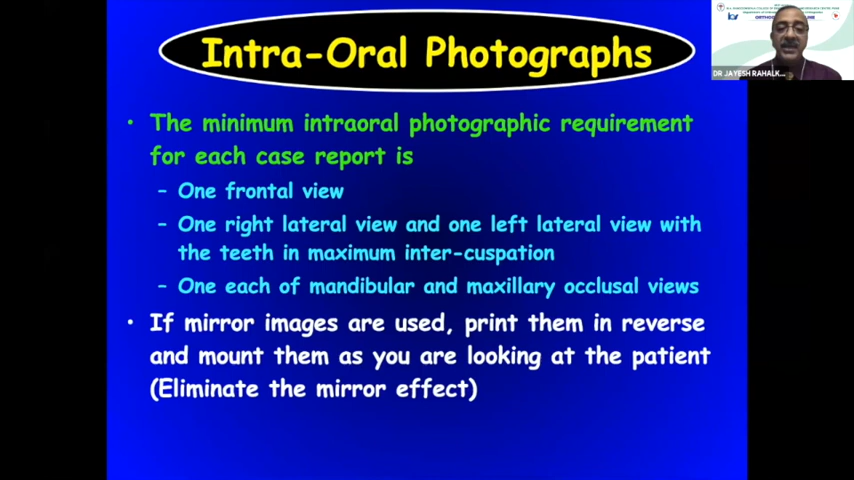 Intra-Oral Photographs
• The minimum intraoral photographic requirement
for each case report is
– One frontal view
– One right lateral view and one left lateral view with
the teeth in maximum inter-cuspation
– One each of mandibular and maxillary occlusal views
• If mirror images are used, print them in reverse
and mount them as you are looking at the patient
(Eliminate the mirror effect)
DR JAYESH RAHALK...